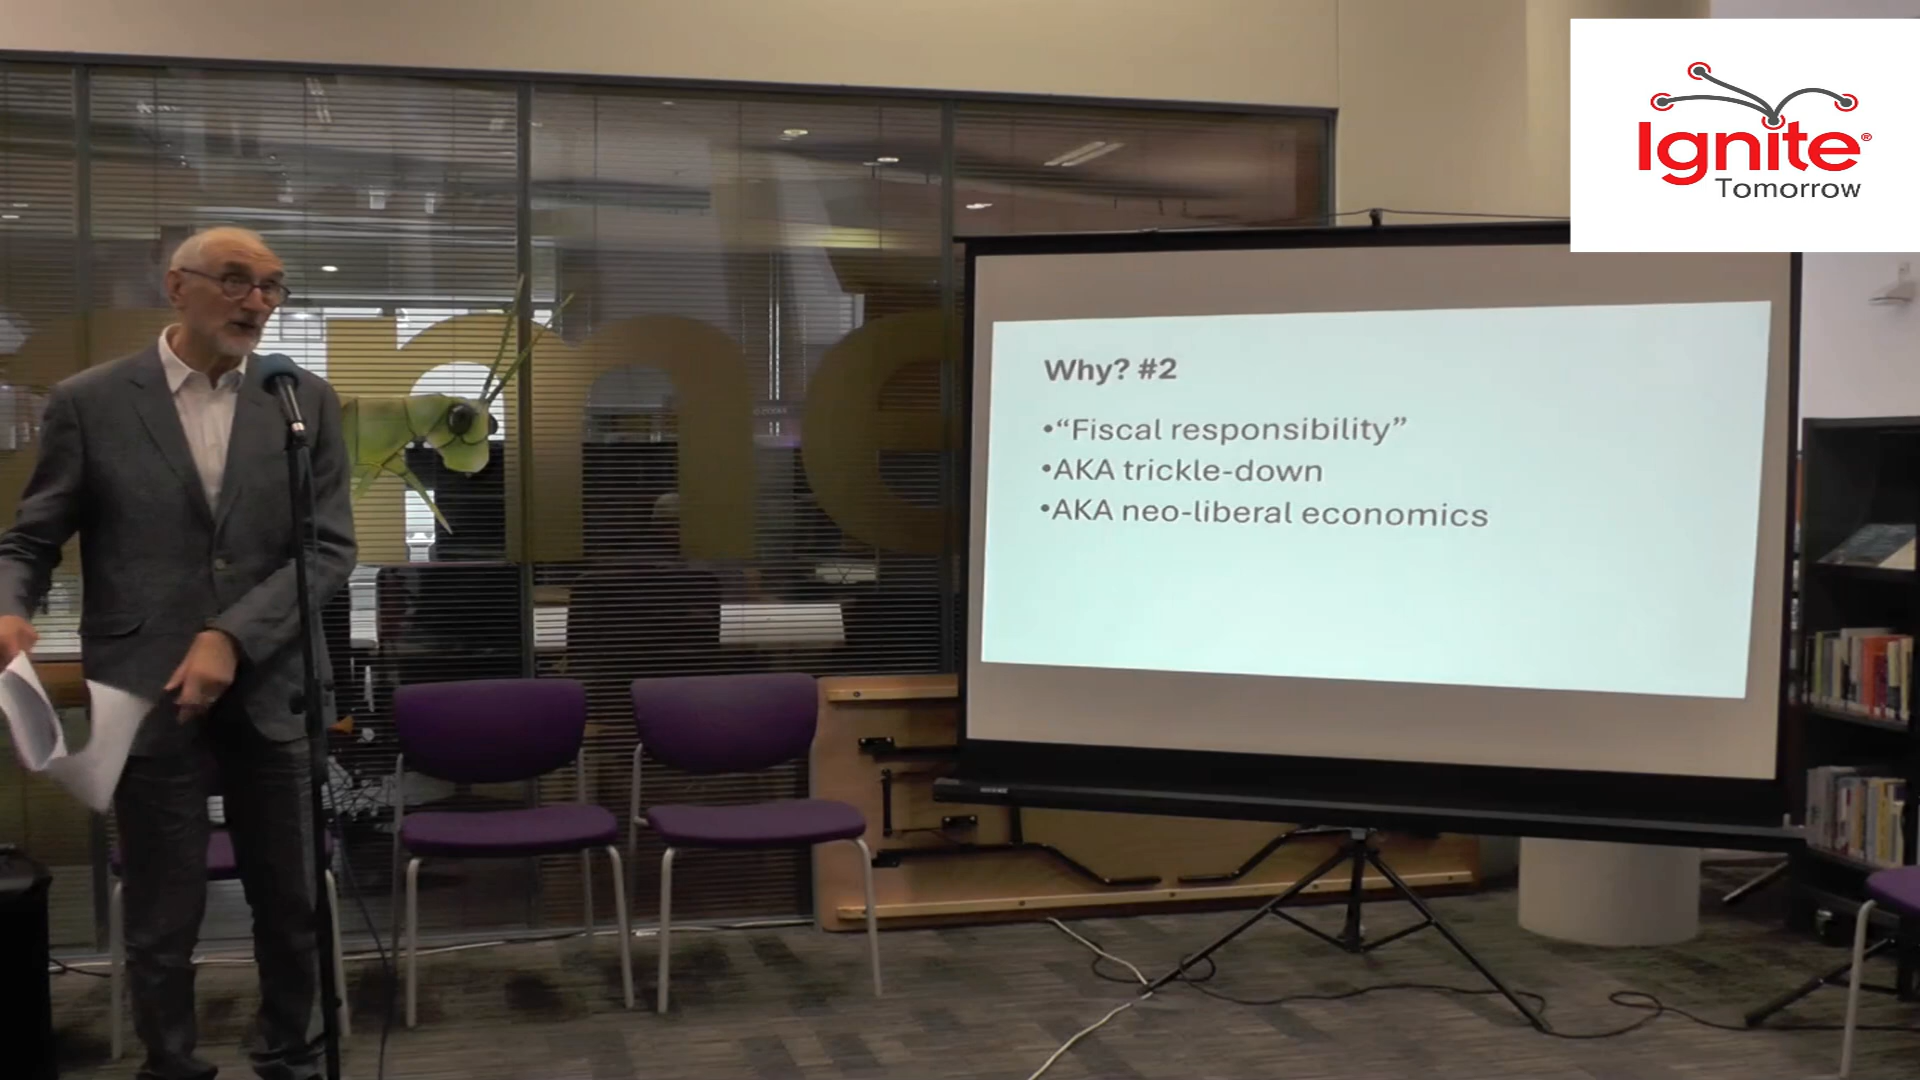 Ignite®
Tomorrow
Why? #2
•“Fiscal responsibility”
•AKA trickle-down
•AKA neo-liberal economics